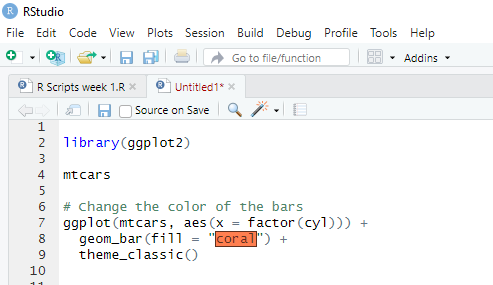 RStudio
File Edit Code View Plots Session Build Debug Profile Tools Help
Go to file/function Addins
R Scripts week 1.R Untitled1*
Source on Save
1
2 library(ggplot2)
3
4 mtcars
5
6 # Change the color of the bars
7 ggplot(mtcars, aes(x = factor(cyl))) +
8 geom_bar(fill = "coral") +
9 theme_classic()
10